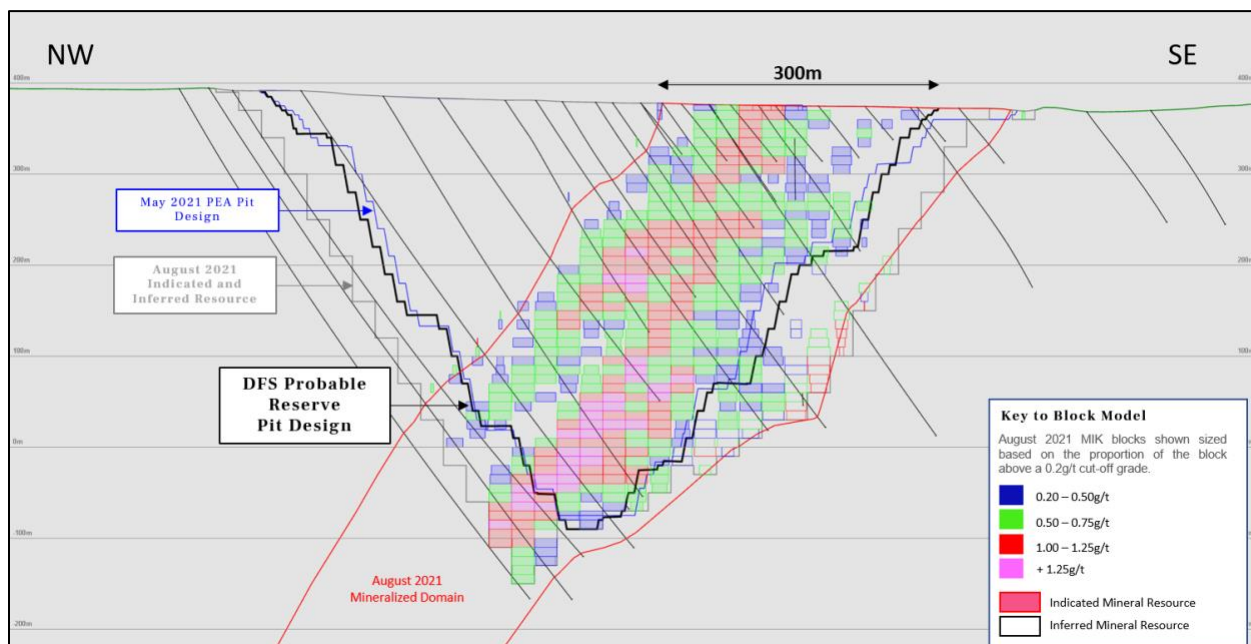 NW
SE
300m
400m
400m
May 2021 PEA Pit
Design
300m
300m
August 2021
Indicated and
Inferred Resource
200m
200m
DFS Probable
Reserve
Pit Design
100m
0m
-100m
-200m
August 2021
Mineralized Domain
Key to Block Model
August 2021 MIK blocks shown sized
based on the proportion of the block
above a 0.2g/t cut-off grade.
0.20 – 0.50g/t
0.50 – 0.75g/t
1.00 – 1.25g/t
+ 1.25g/t
Indicated Mineral Resource
Inferred Mineral Resource